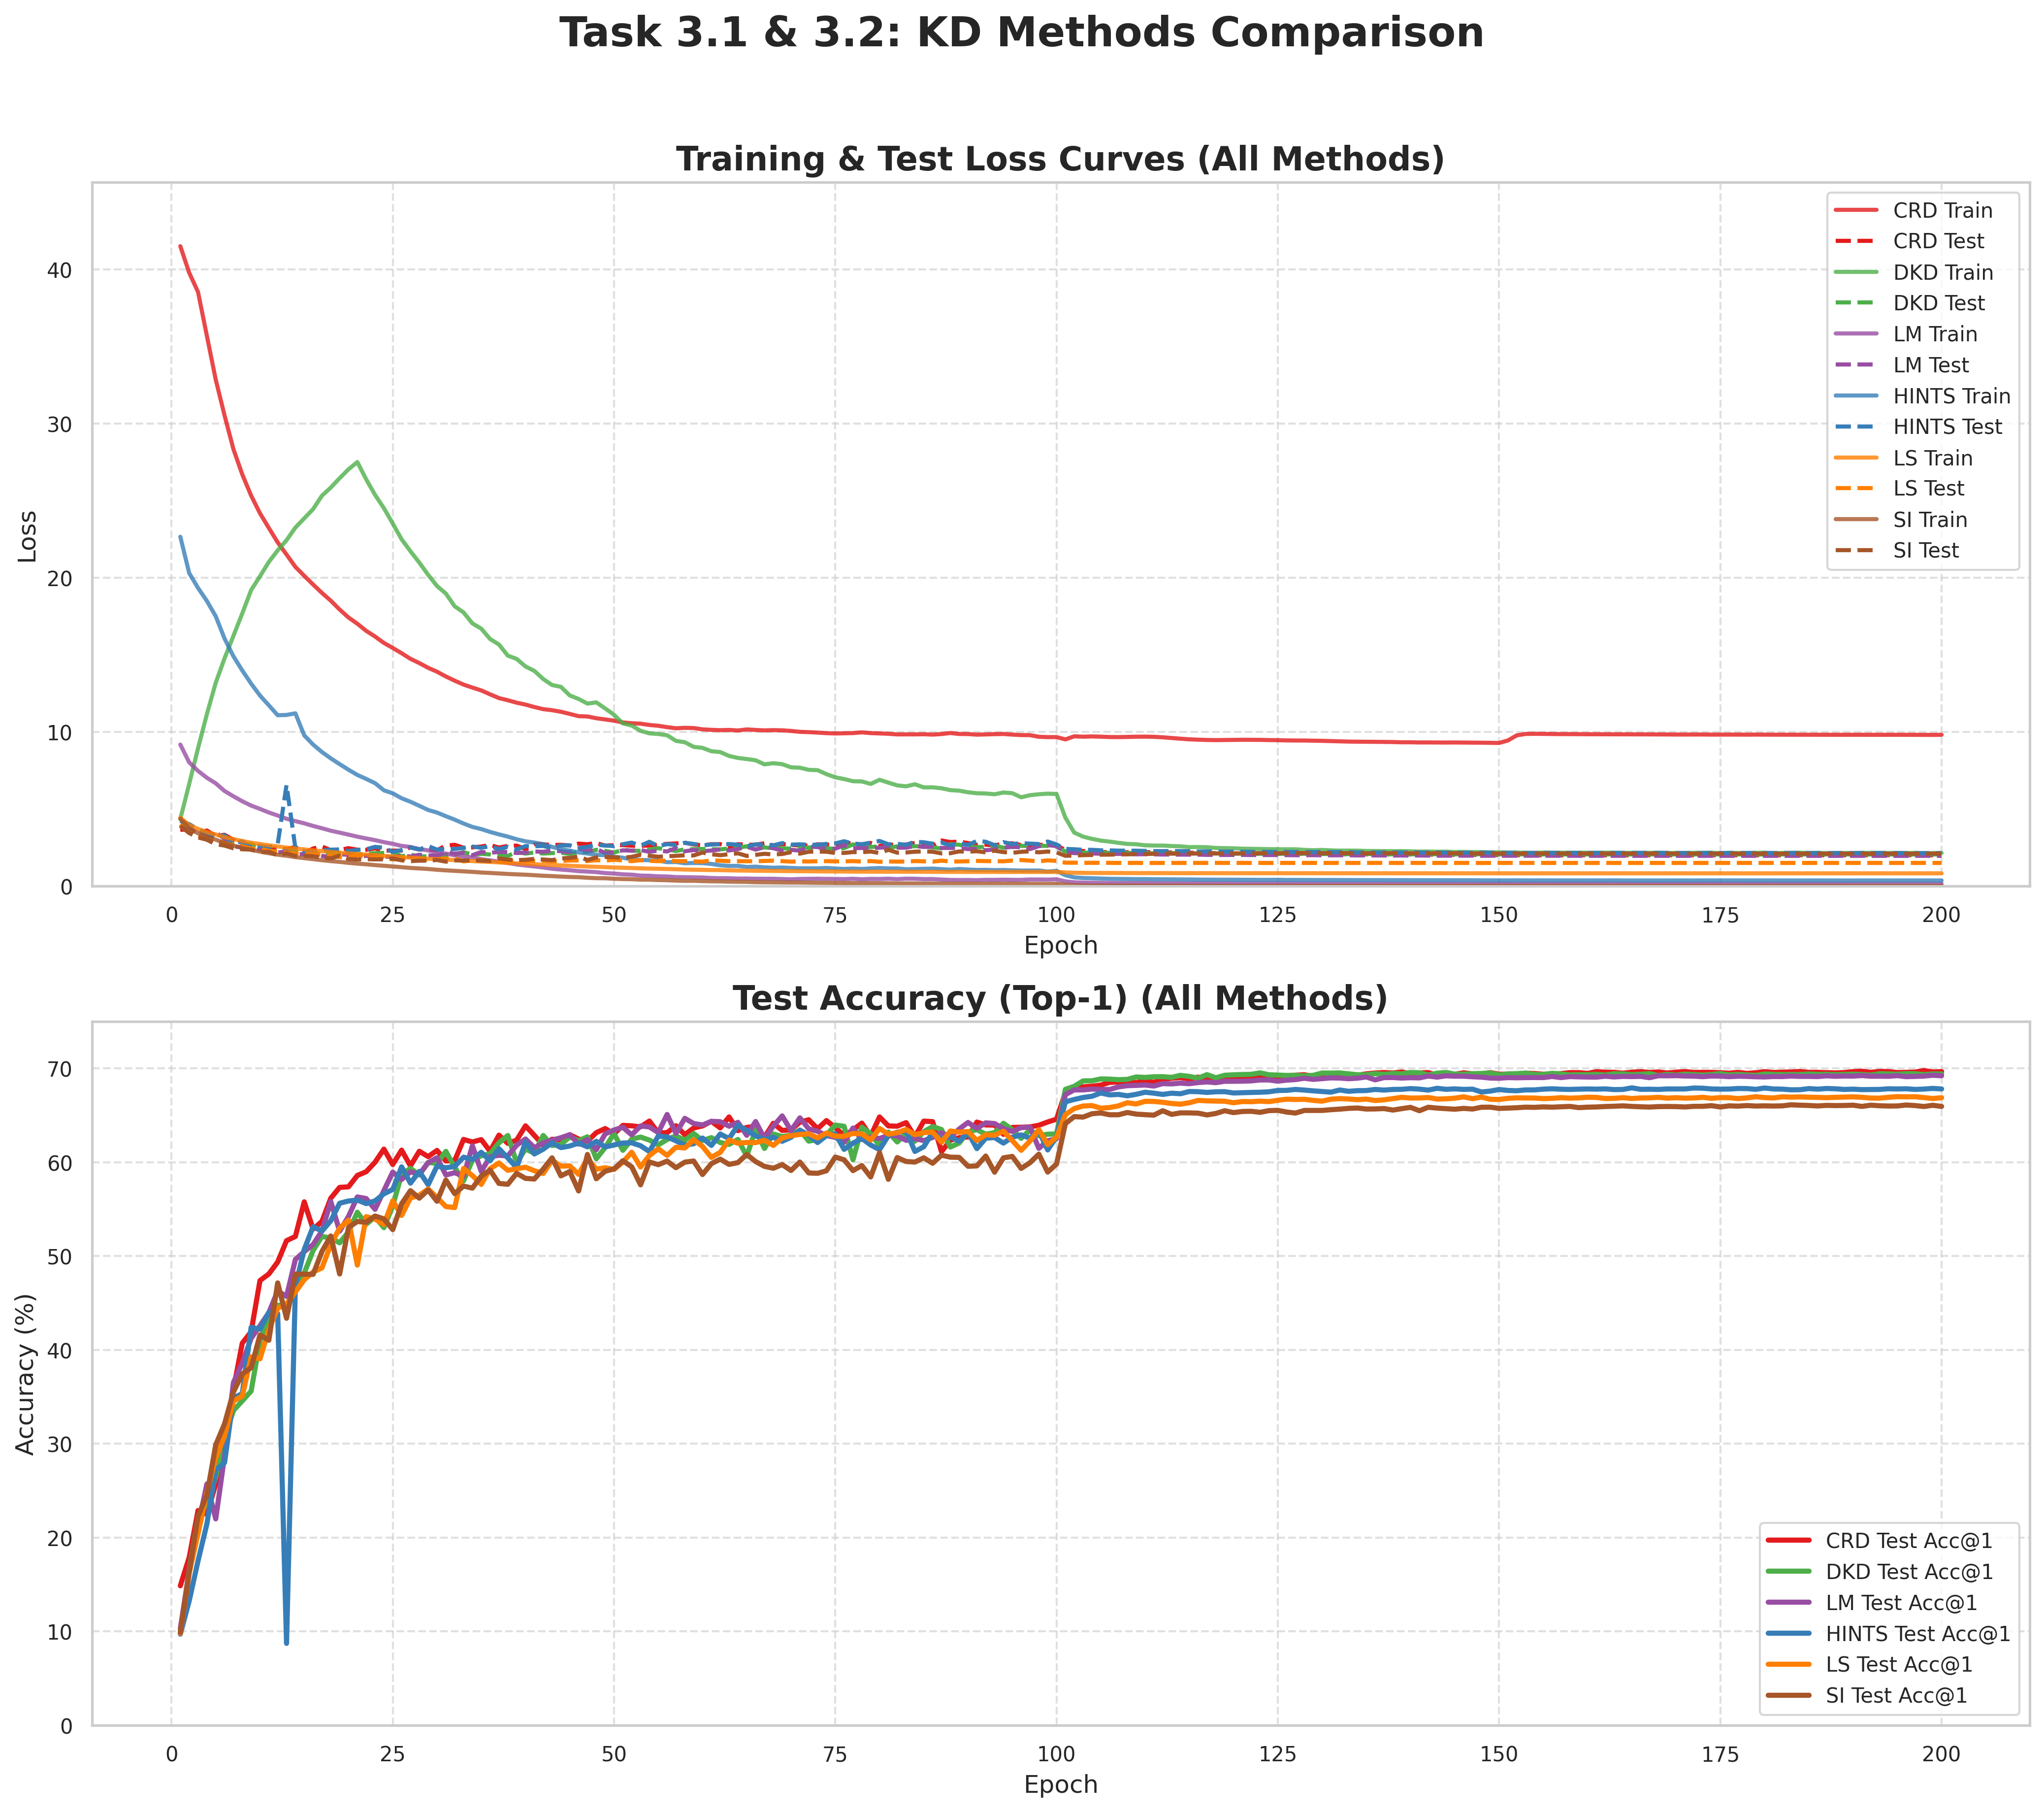 Task 3.1 & 3.2: KD Methods Comparison
Training & Test Loss Curves (All Methods)
Loss
40
30
20
10
0
CRD Train
CRD Test
DKD Train
DKD Test
LM Train
LM Test
HINTS Train
HINTS Test
LS Train
LS Test
SI Train
SI Test
0 25 50 75 100 125 150 175 200
Epoch
Test Accuracy (Top-1) (All Methods)
Accuracy (%)
70
60
50
40
30
20
10
0
CRD Test Acc@1
DKD Test Acc@1
LM Test Acc@1
HINTS Test Acc@1
LS Test Acc@1
SI Test Acc@1
0 25 50 75 100 125 150 175 200
Epoch